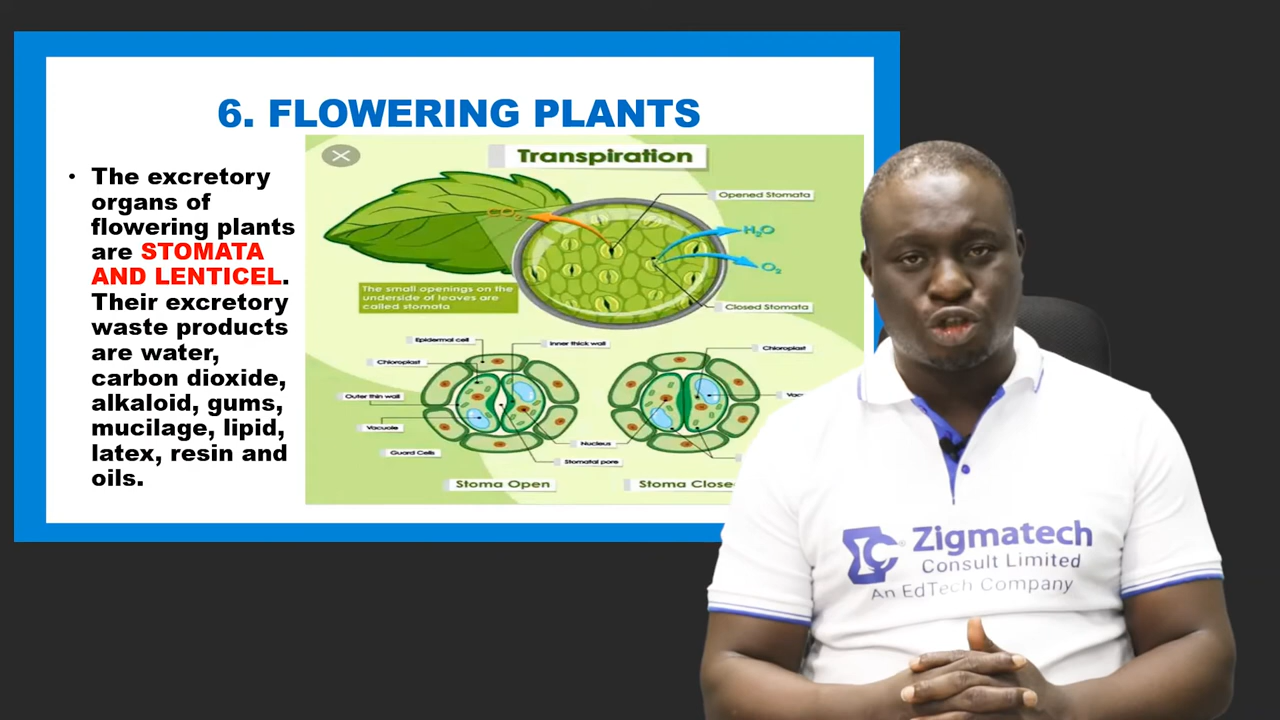 6. FLOWERING PLANTS
• The excretory
organs of
flowering plants
are STOMATA
AND LENTICEL.
Their excretory
waste products
are water,
carbon dioxide,
alkaloid, gums,
mucilage, lipid,
latex, resin and
oils.
Transpiration
Opened Stomata
CO2
H2O
O2
The small openings on the
underside of leaves are
called stomata
Closed Stomata
Epidermal cell
Inner thick wall
Chloroplast
Chloroplast
Outer thin wall
Vacuole
Nucleus
Guard Cells
Stomatal pore
Stoma Open
Stoma Close
Zigmatech
Consult Limited
An EdTech Company